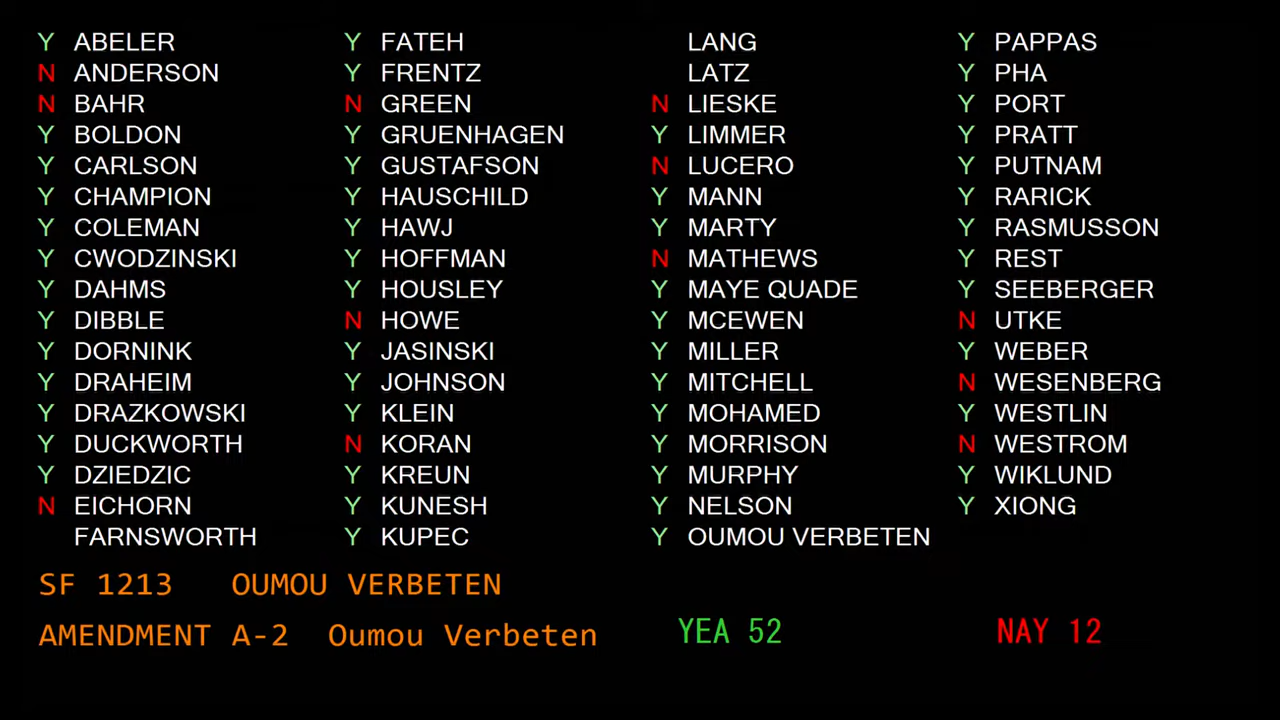 Y ABELER
N ANDERSON
N BAHR
Y BOLDON
Y CARLSON
Y CHAMPION
Y COLEMAN
Y CWODZINSKI
Y DAHMS
Y DIBBLE
Y DORNINK
Y DRAHEIM
Y DRAZKOWSKI
Y DUCKWORTH
Y DZIEDZIC
N EICHORN
FARNSWORTH
Y FATEH
Y FRENTZ
N GREEN
Y GRUENHAGEN
Y GUSTAFSON
Y HAUSCHILD
Y HAWJ
Y HOFFMAN
Y HOUSLEY
N HOWE
Y JASINSKI
Y JOHNSON
Y KLEIN
N KORAN
Y KREUN
Y KUNESH
Y KUPEC
LANG
LATZ
N LIESKE
Y LIMMER
N LUCERO
Y MANN
Y MARTY
N MATHEWS
Y MAYE QUADE
Y MCEWEN
Y MILLER
Y MITCHELL
Y MOHAMED
Y MORRISON
Y MURPHY
Y NELSON
Y OUMOU VERBETEN
Y PAPPAS
Y PHA
Y PORT
Y PRATT
Y PUTNAM
Y RARICK
Y RASMUSSON
Y REST
Y SEEBERGER
N UTKE
Y WEBER
N WESENBERG
Y WESTLIN
N WESTROM
Y WIKLUND
Y XIONG
SF 1213 OUMOU VERBETEN
AMENDMENT A-2 Oumou Verbeten
YEA 52
NAY 12